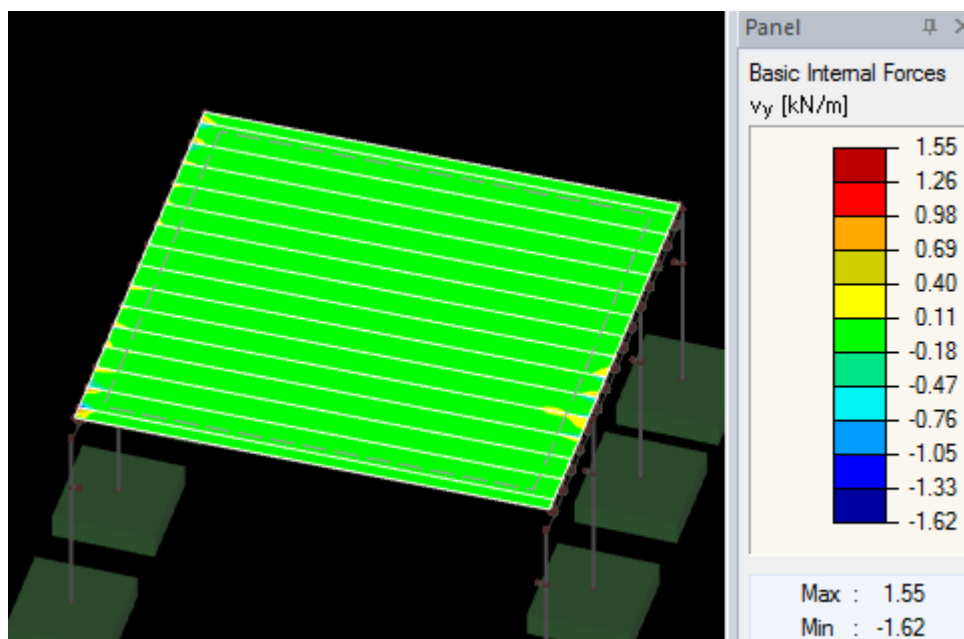 Panel
Basic Internal Forces
vy [kN/m]
1.55
1.26
0.98
0.69
0.40
0.11
-0.18
-0.47
-0.76
-1.05
-1.33
-1.62
Max : 1.55
Min : -1.62